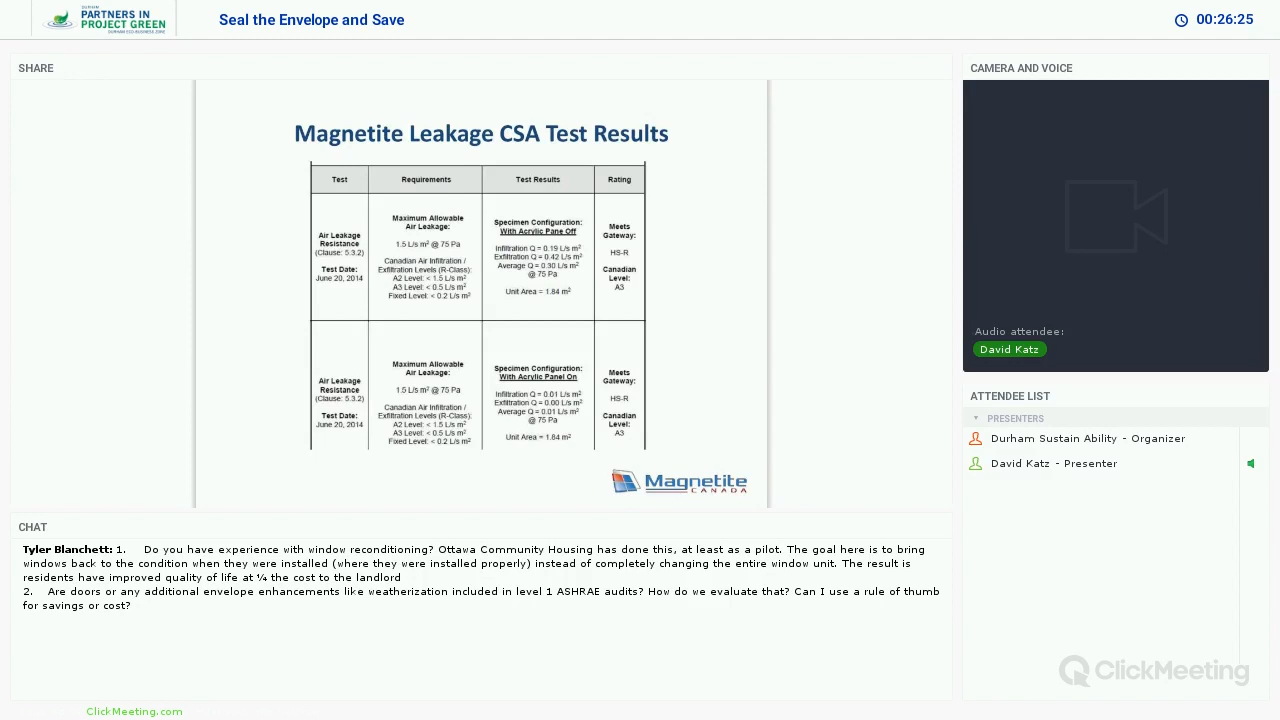 DURHAM
PARTNERS IN
PROJECT GREEN
DURHAM ECO-BUSINESS ZONE
Seal the Envelope and Save
00:26:25
SHARE
Magnetite Leakage CSA Test Results
Test Requirements Test Results Rating
Air Leakage
Resistance
(Clause: 5.3.2)
Test Date:
June 20, 2014
Maximum Allowable
Air Leakage:
1.5 L/s m² @ 75 Pa
Canadian Air Infiltration /
Exfiltration Levels (R-Class):
A2 Level: < 1.5 L/s m²
A3 Level: < 0.5 L/s m²
Fixed Level: < 0.2 L/s m²
Specimen Configuration:
With Acrylic Pane Off
Infiltration Q = 0.19 L/s m²
Exfiltration Q = 0.42 L/s m²
Average Q = 0.30 L/s m²
@ 75 Pa
Unit Area = 1.84 m²
Meets
Gateway:
HS-R
Canadian
Level:
A3
Air Leakage
Resistance
(Clause: 5.3.2)
Test Date:
June 20, 2014
Maximum Allowable
Air Leakage:
1.5 L/s m² @ 75 Pa
Canadian Air Infiltration /
Exfiltration Levels (R-Class):
A2 Level: < 1.5 L/s m²
A3 Level: < 0.5 L/s m²
Fixed Level: < 0.2 L/s m²
Specimen Configuration:
With Acrylic Panel On
Infiltration Q = 0.01 L/s m²
Exfiltration Q = 0.00 L/s m²
Average Q = 0.01 L/s m²
@ 75 Pa
Unit Area = 1.84 m²
Meets
Gateway:
HS-R
Canadian
Level:
A3
Magnetite
CANADA
CAMERA AND VOICE
Audio attendee:
David Katz
ATTENDEE LIST
PRESENTERS
Durham Sustain Ability - Organizer
David Katz - Presenter
CHAT
Tyler Blanchett: 1. Do you have experience with window reconditioning? Ottawa Community Housing has done this, at least as a pilot. The goal here is to bring
windows back to the condition when they were installed (where they were installed properly) instead of completely changing the entire window unit. The result is
residents have improved quality of life at ¼ the cost to the landlord
2. Are doors or any additional envelope enhancements like weatherization included in level 1 ASHRAE audits? How do we evaluate that? Can I use a rule of thumb
for savings or cost?
ClickMeeting
ClickMeeting.com